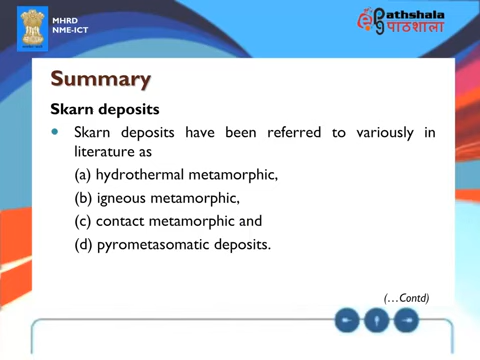 MHRD
NME-ICT
Pathshala
पाठशाला
Summary
Skarn deposits
Skarn deposits have been referred to variously in
literature as
(a) hydrothermal metamorphic,
(b) igneous metamorphic,
(c) contact metamorphic and
(d) pyrometasomatic deposits.
(…Contd)